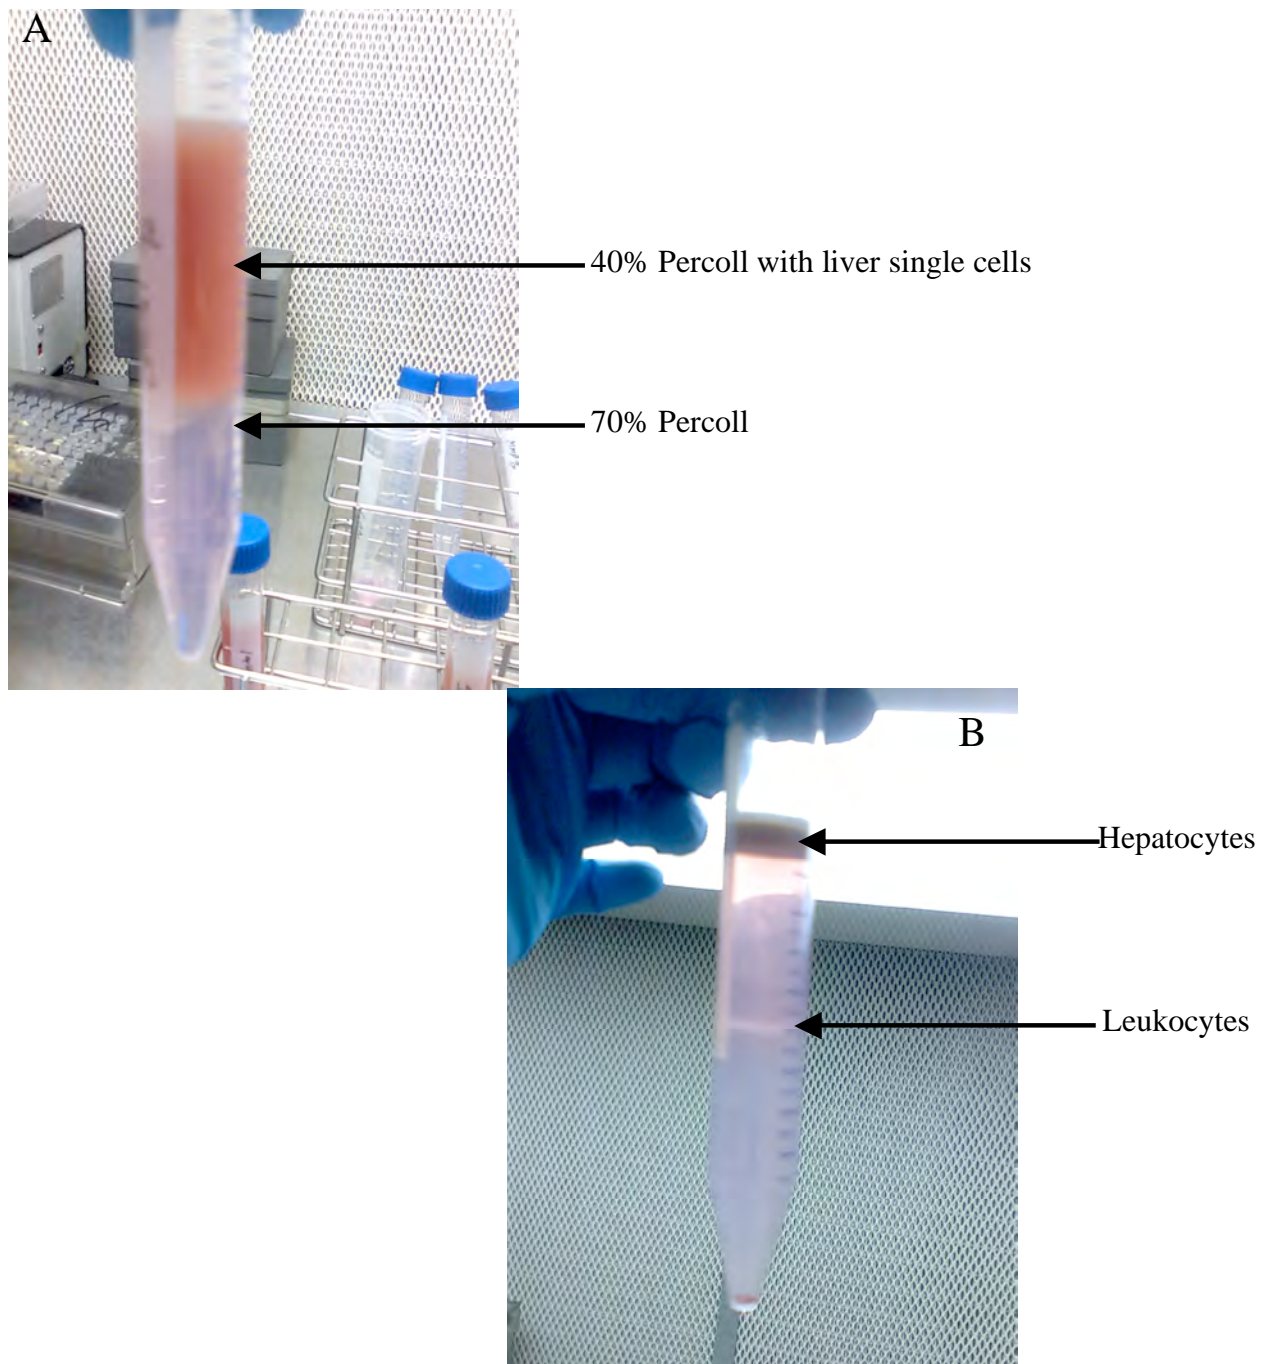 A
40% Percoll with liver single cells
70% Percoll
B
Hepatocytes
Leukocytes